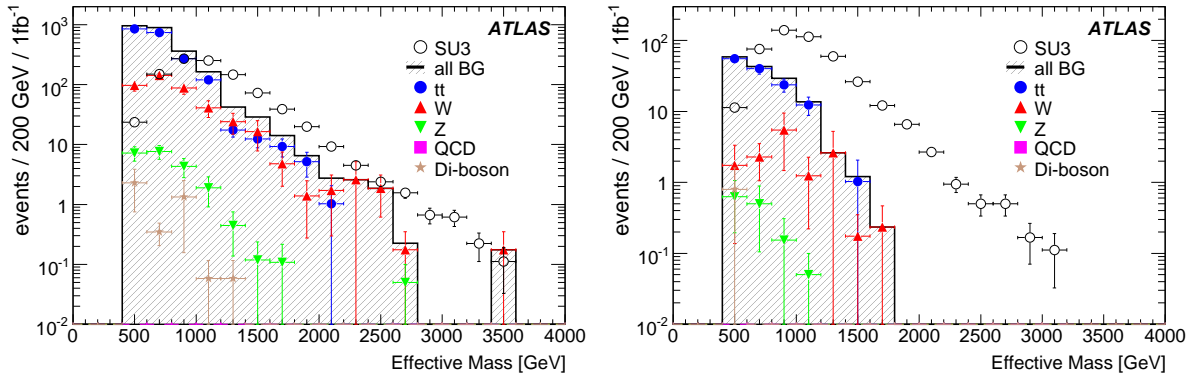 events / 200 GeV / 1fb⁻¹
10³
10²
10
1
10⁻¹
10⁻²
ATLAS
SU3
all BG
tt
W
Z
QCD
Di-boson
0 500 1000 1500 2000 2500 3000 3500 4000
Effective Mass [GeV]
events / 200 GeV / 1fb⁻¹
10²
10
1
10⁻¹
10⁻²
ATLAS
SU3
all BG
tt
W
Z
QCD
Di-boson
0 500 1000 1500 2000 2500 3000 3500 4000
Effective Mass [GeV]